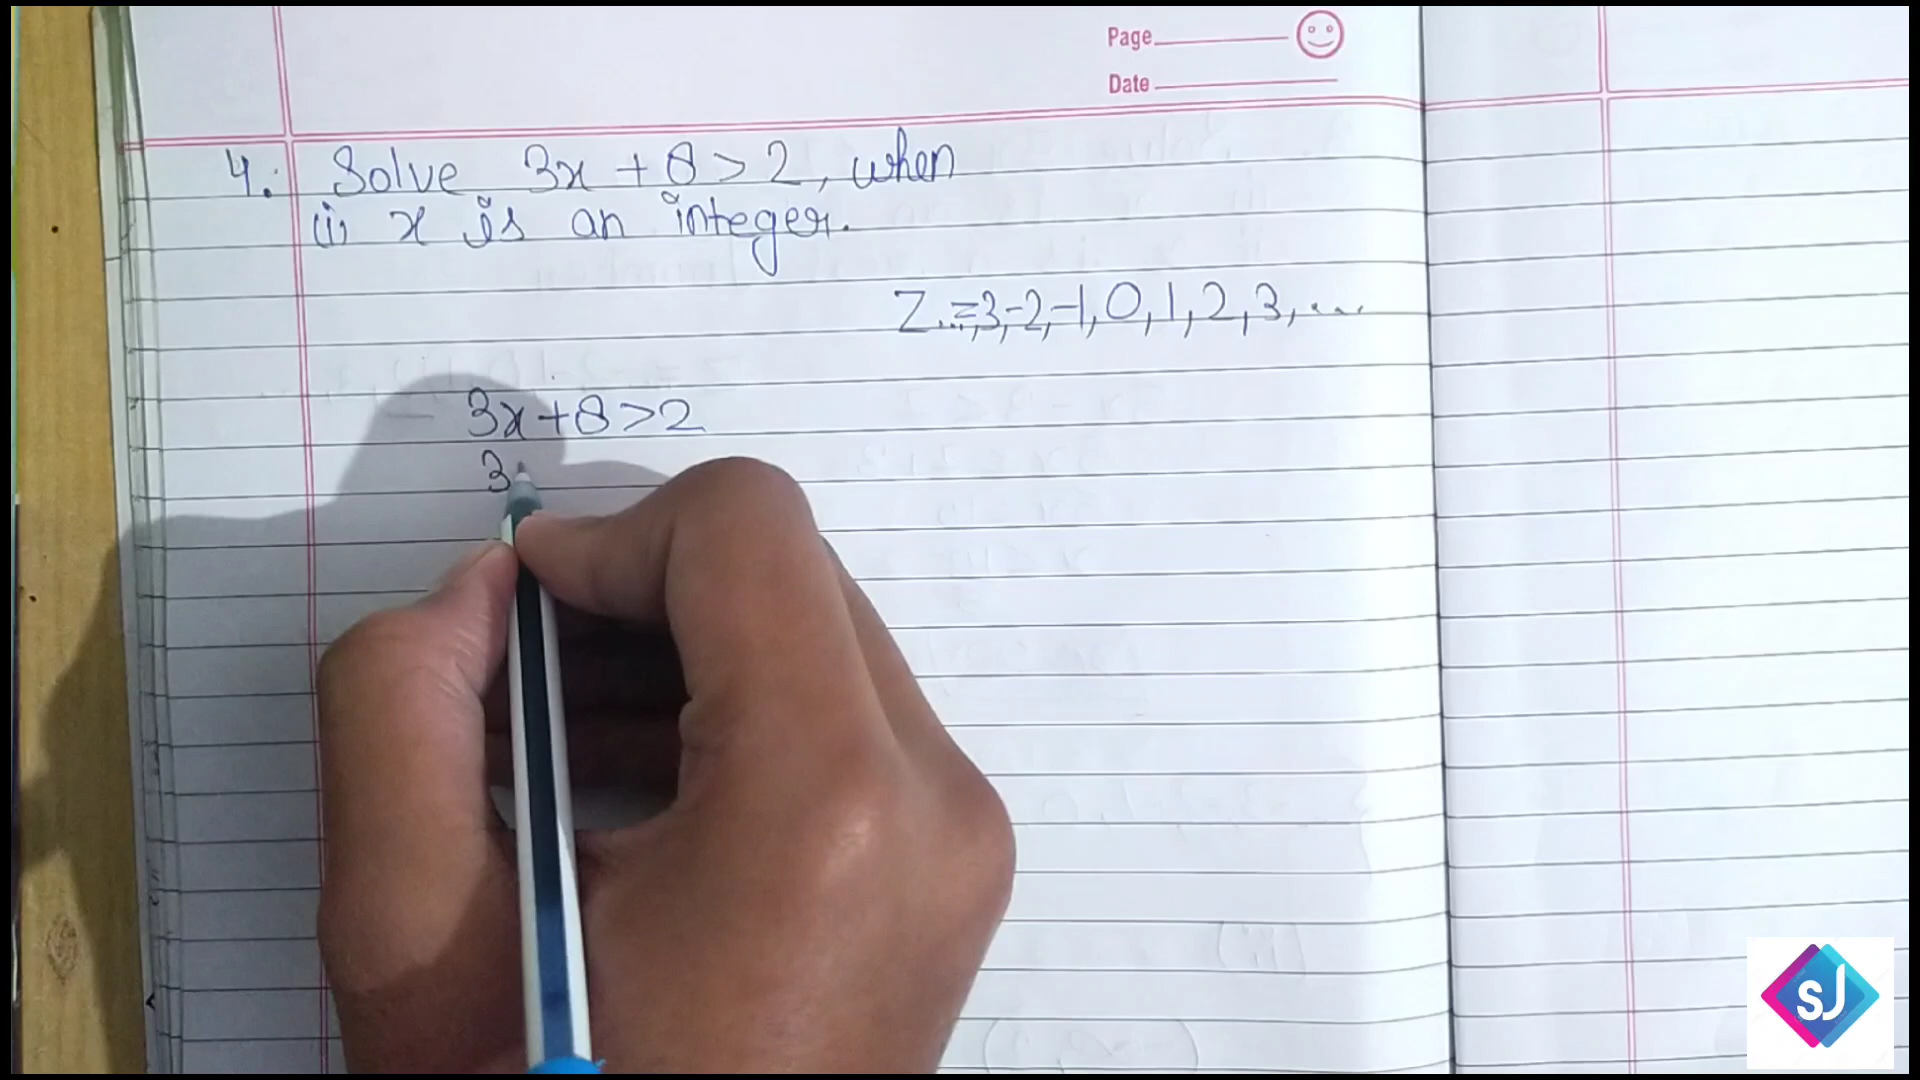 Page
Date
4. Solve 3x + 8 > 2, when
(i) x is an integer.
Z = ..., -3, -2, -1, 0, 1, 2, 3, ....
3x + 8 > 2
3
SJ